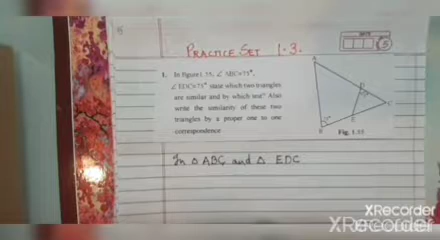 PRACTICE SET 1.3.
1. In figure 1.55, ∠ ABC=75°,
∠ EDC=75° state which two triangles
are similar and by which test? Also
write the similarity of these two
triangles by a proper one to one
correspondence
A
D
C
B
E
Fig. 1.55
In △ ABC and △ EDC
XRecorder
XRecorder